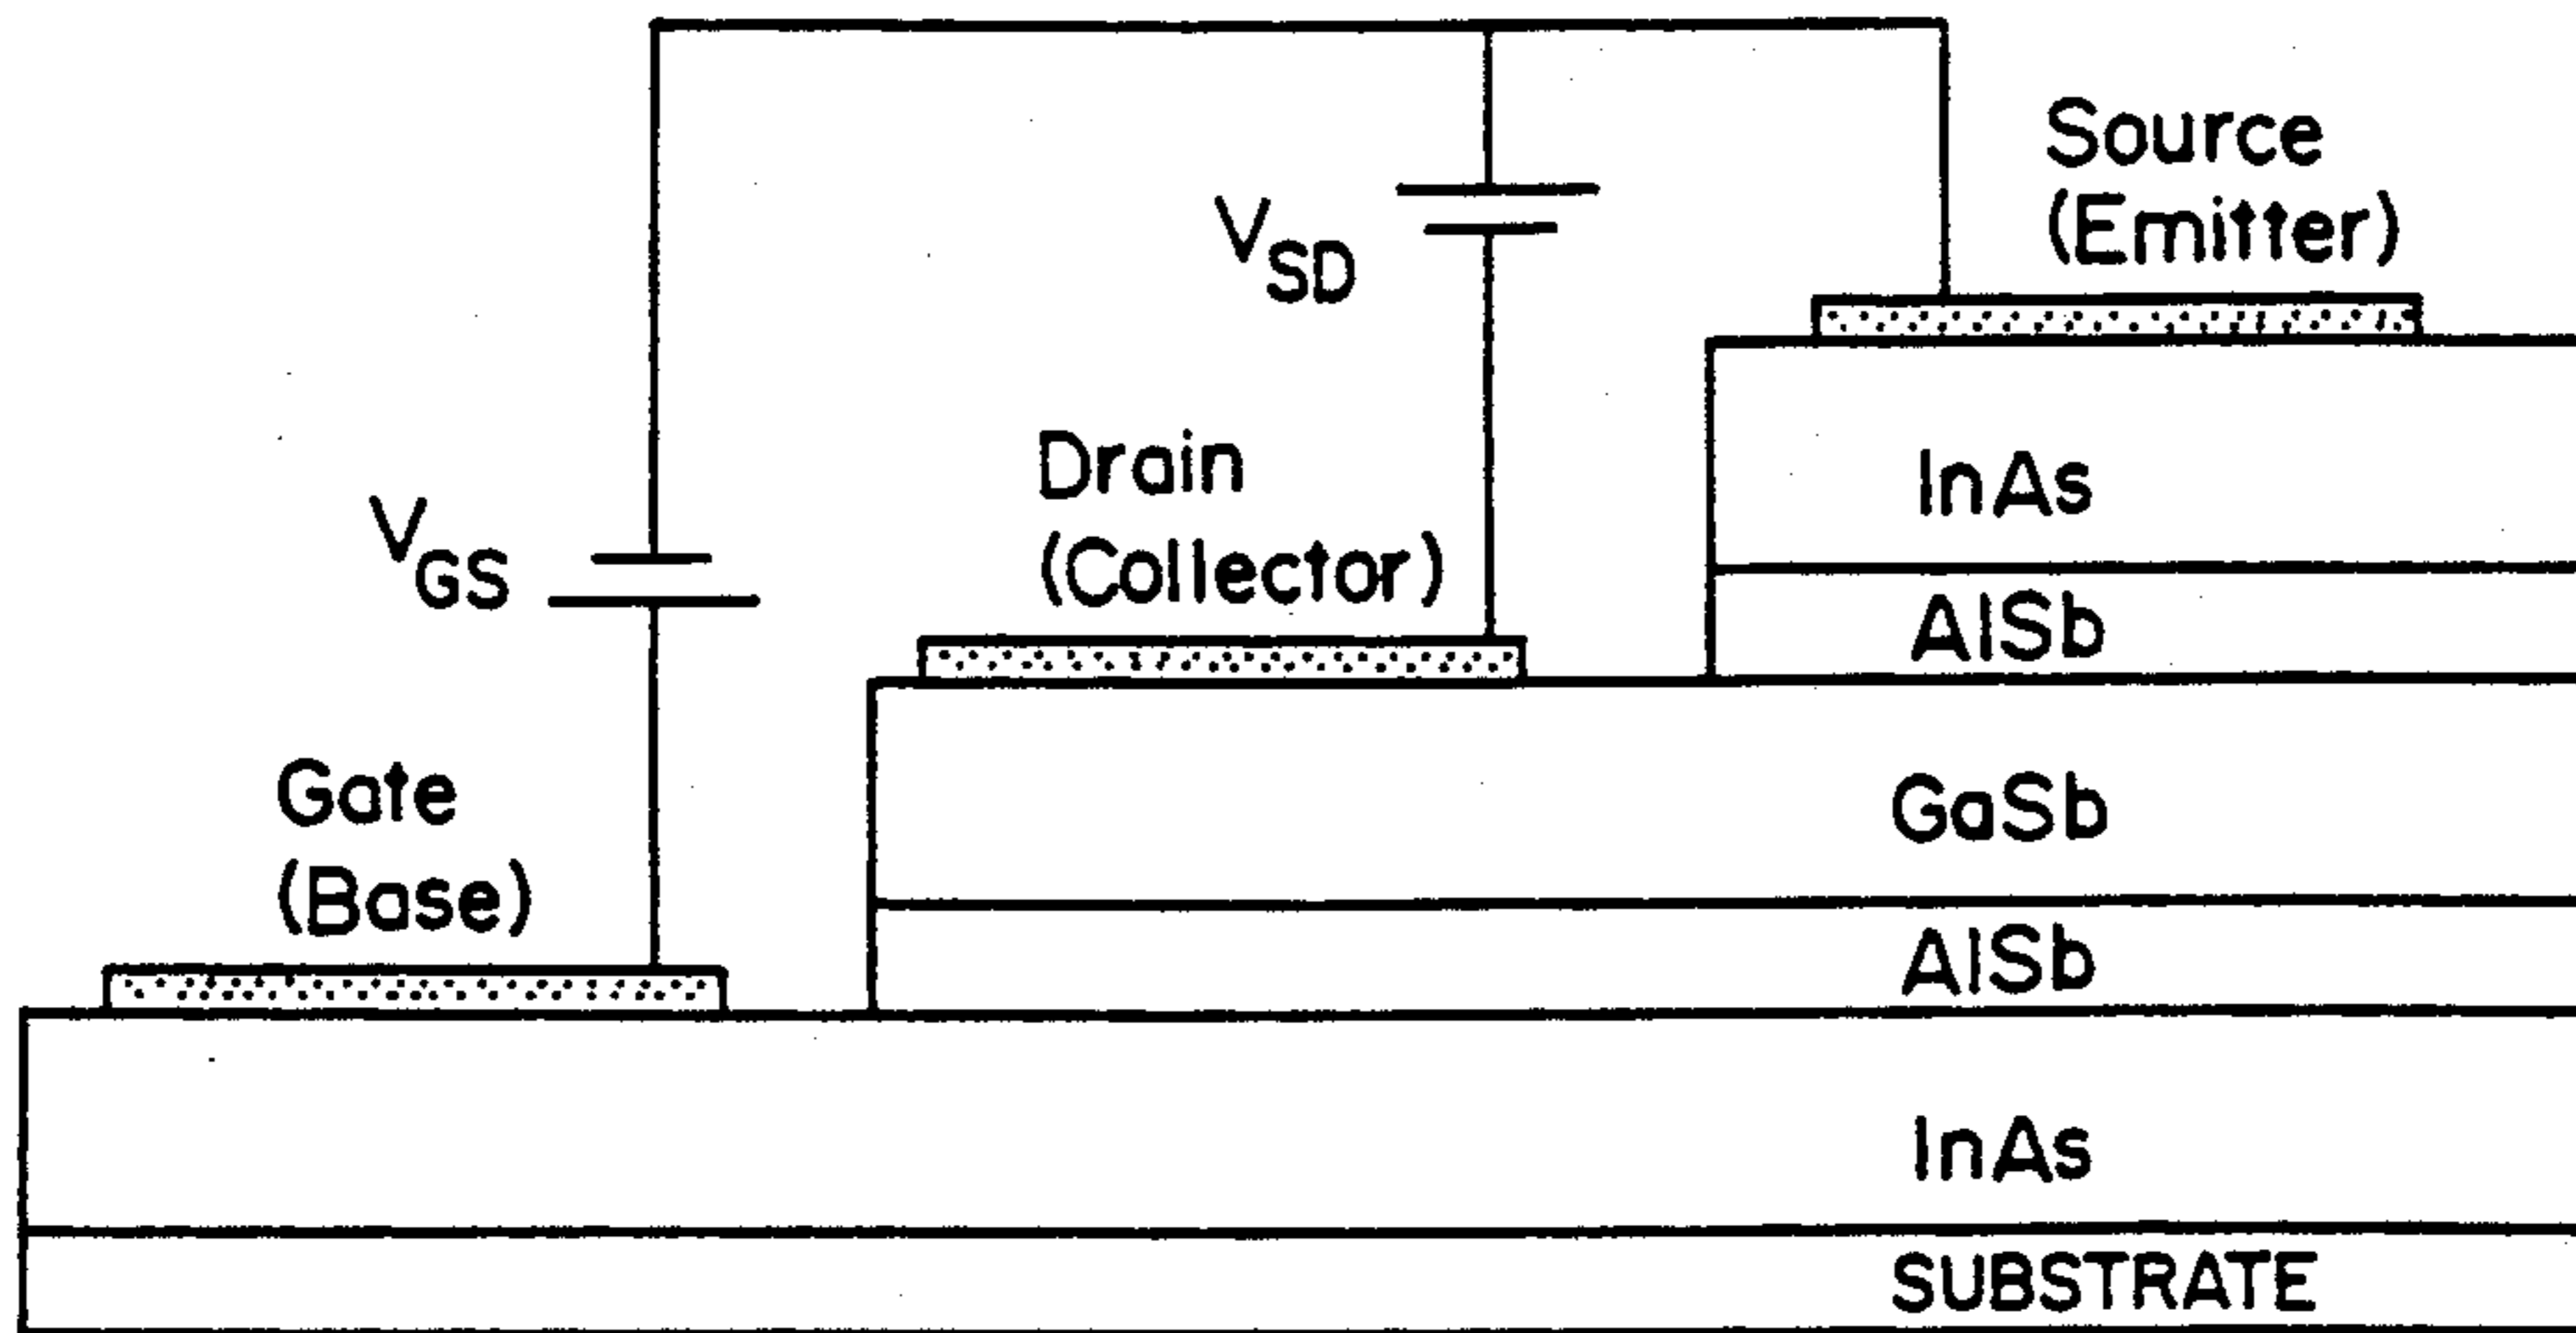 Source
(Emitter)
V_SD
InAs
Drain
(Collector)
V_GS
AlSb
GaSb
Gate
(Base)
AlSb
InAs
SUBSTRATE